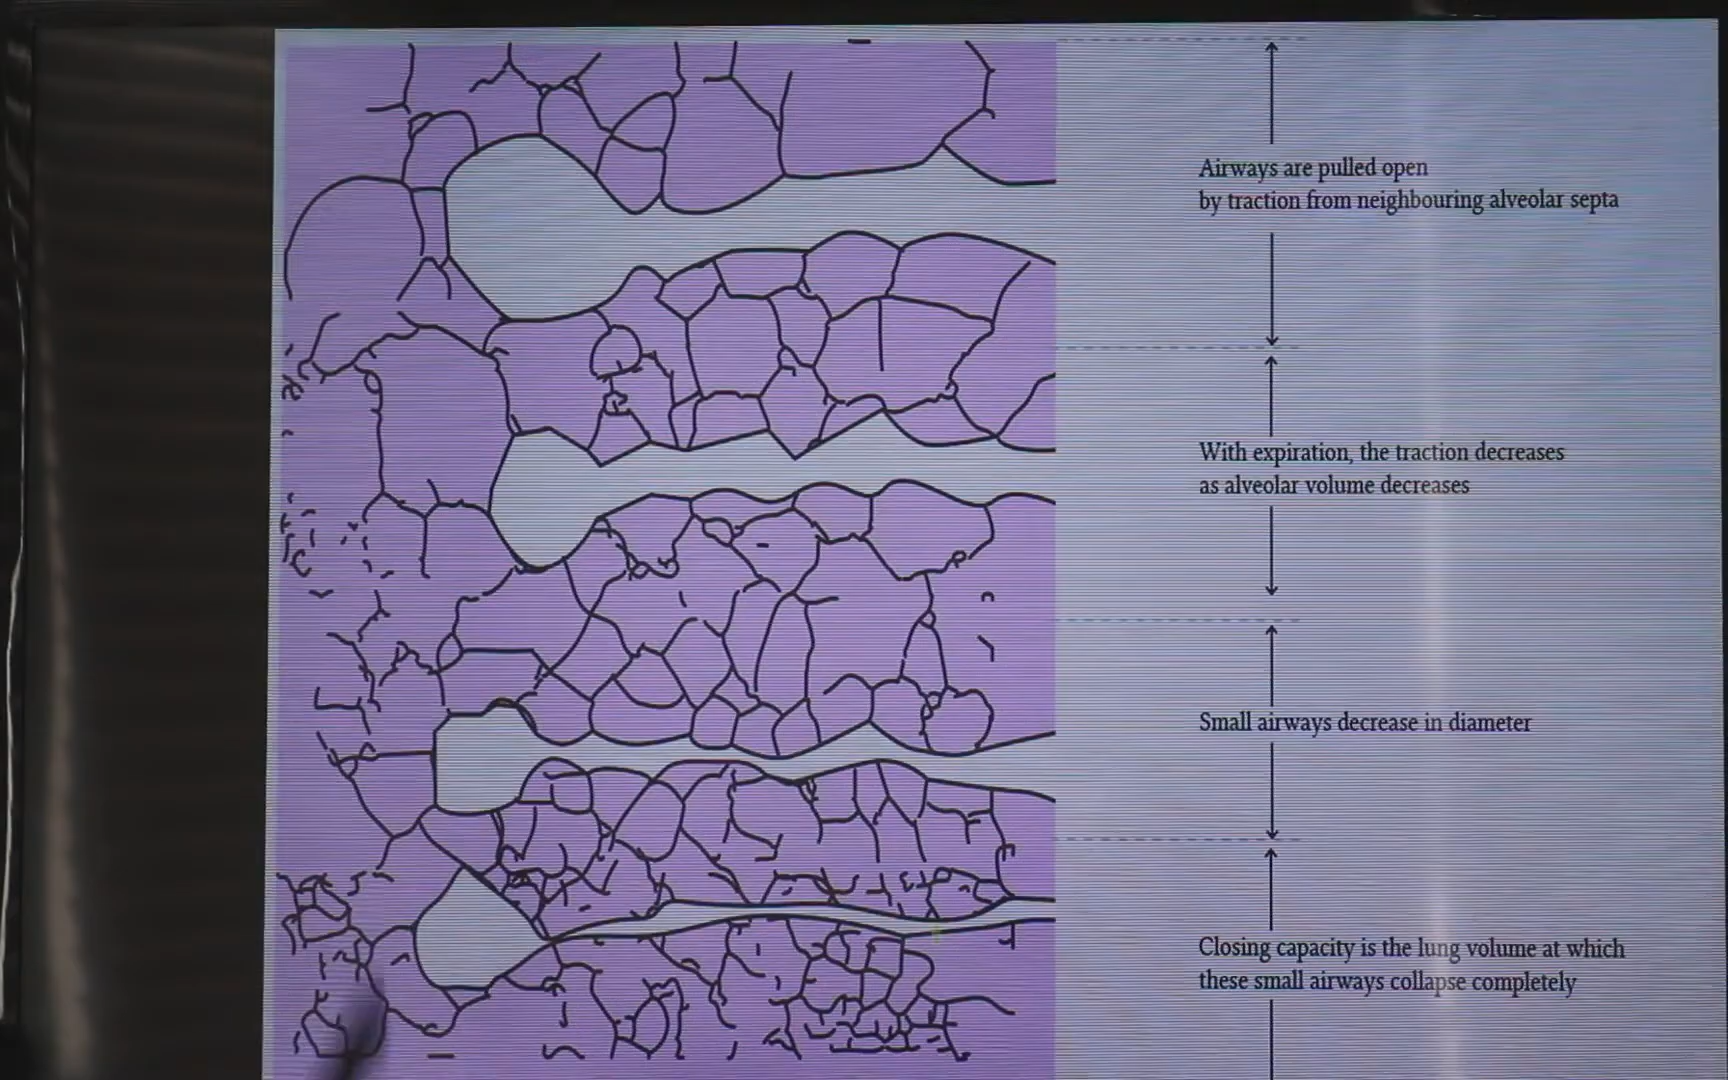 Airways are pulled open
by traction from neighbouring alveolar septa
With expiration, the traction decreases
as alveolar volume decreases
Small airways decrease in diameter
Closing capacity is the lung volume at which
these small airways collapse completely